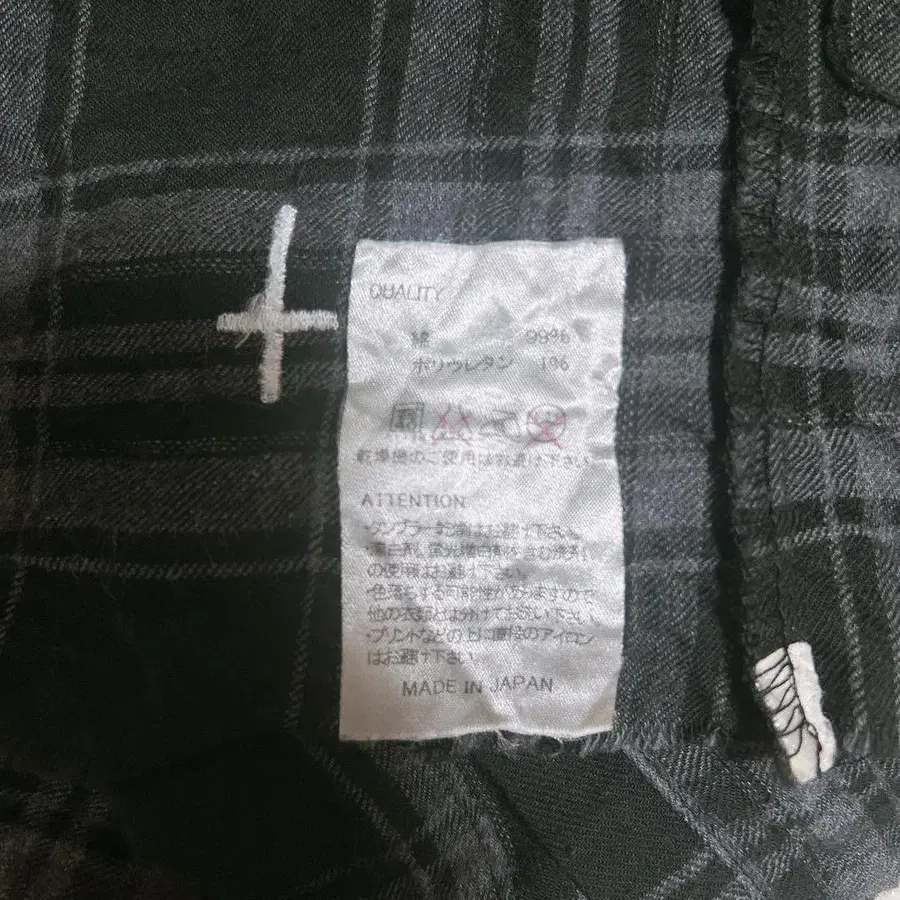 QUALITY
綿 99%
ポリウレタン 1%
乾燥機のご使用はお避け下さい
ATTENTION
・タンブラー乾燥はお避け下さい。
・漂白剤、蛍光増白剤を含む洗剤
の使用はお避け下さい。
・色落ちする可能性がありますので
他の衣類とは分けてお洗い下さい。
・プリントなどの上に直接のアイロン
はお避け下さい
MADE IN JAPAN